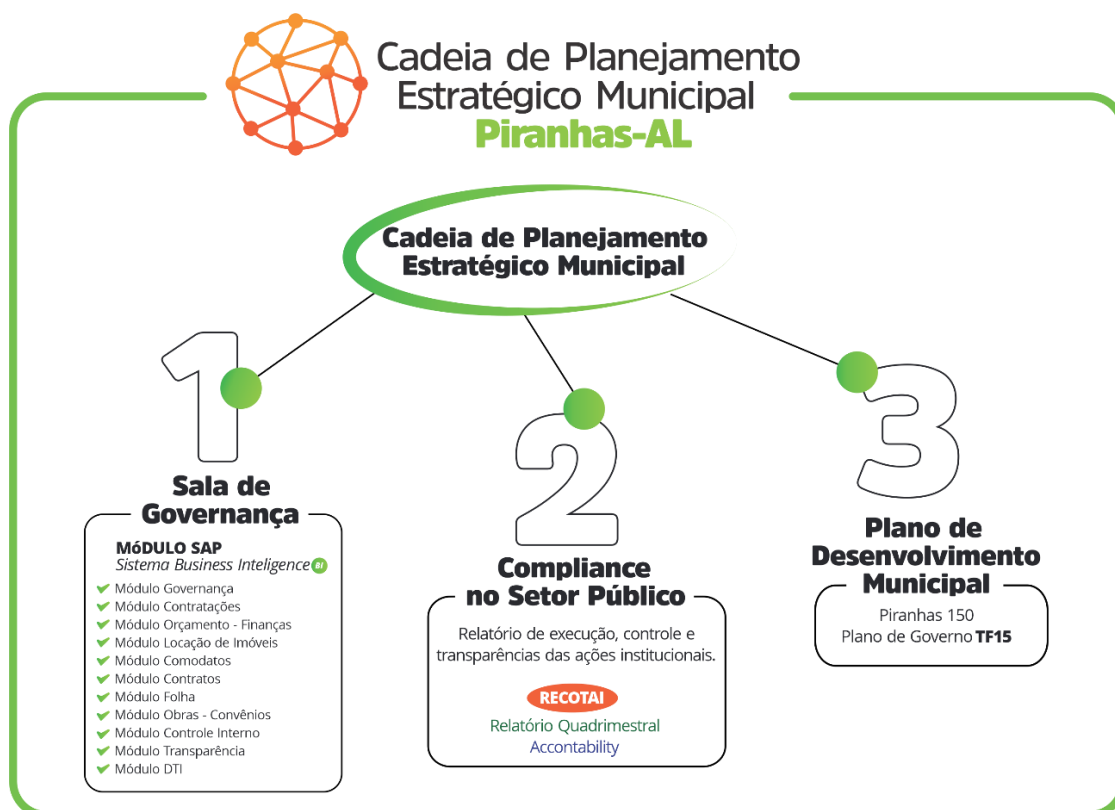 Cadeia de Planejamento
Estratégico Municipal
Piranhas-AL
Cadeia de Planejamento
Estratégico Municipal
1
Sala de
Governança
MóDULO SAP
Sistema Business Inteligence BI
Módulo Governança
Módulo Contratações
Módulo Orçamento - Finanças
Módulo Locação de Imóveis
Módulo Comodatos
Módulo Contratos
Módulo Folha
Módulo Obras - Convênios
Módulo Controle Interno
Módulo Transparência
Módulo DTI
2
Compliance
no Setor Público
Relatório de execução, controle e
transparências das ações institucionais.
RECOTAI
Relatório Quadrimestral
Accontability
3
Plano de
Desenvolvimento
Municipal
Piranhas 150
Plano de Governo TF15